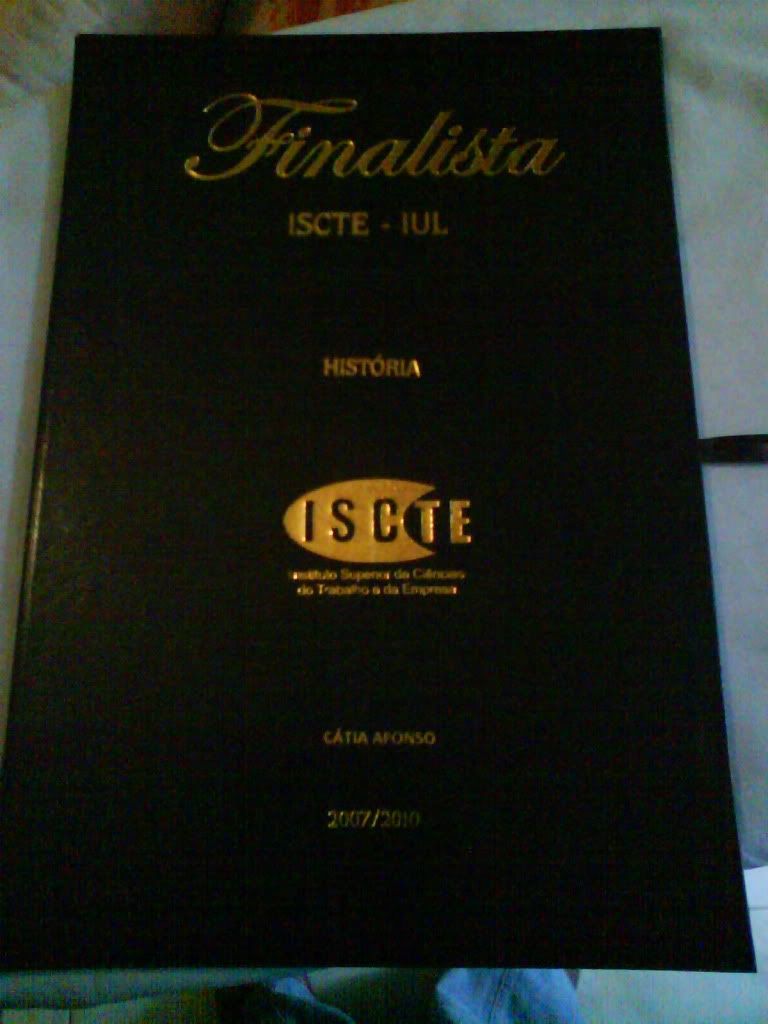 Finalista
ISCTE - IUL
HISTÓRIA
ISCTE
Instituto Superior de Ciências
do Trabalho e da Empresa
CÁTIA AFONSO
2007/2010